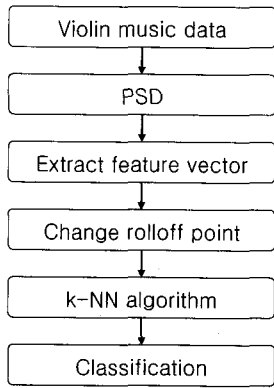 Violin music data
PSD
Extract feature vector
Change rolloff point
k-NN algorithm
Classification